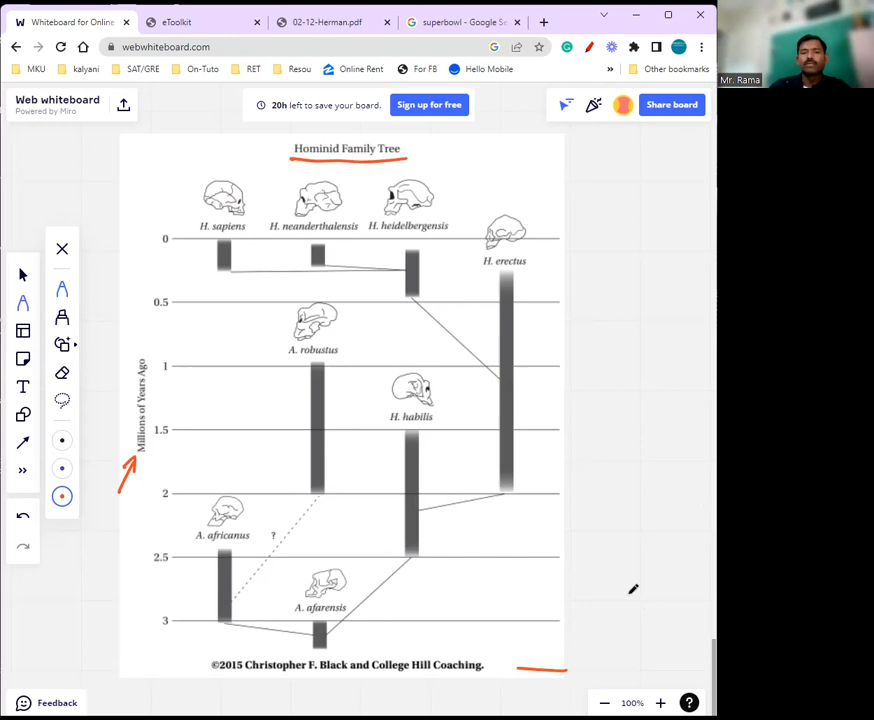 Whiteboard for Online
eToolkit
02-12-Herman.pdf
superbowl - Google Se
webwhiteboard.com
MKU
kalyani
SAT/GRE
On-Tuto
RET
Resou
Online Rent
For FB
Hello Mobile
Other bookmarks
Mr. Rama
Web whiteboard
Powered by Miro
20h left to save your board.
Sign up for free
Share board
Hominid Family Tree
H. sapiens
H. neanderthalensis
H. heidelbergensis
0
H. erectus
0.5
A. robustus
1
Millions of Years Ago
H. habilis
1.5
2
A. africanus
?
2.5
A. afarensis
3
©2015 Christopher F. Black and College Hill Coaching.
Feedback
100%
?